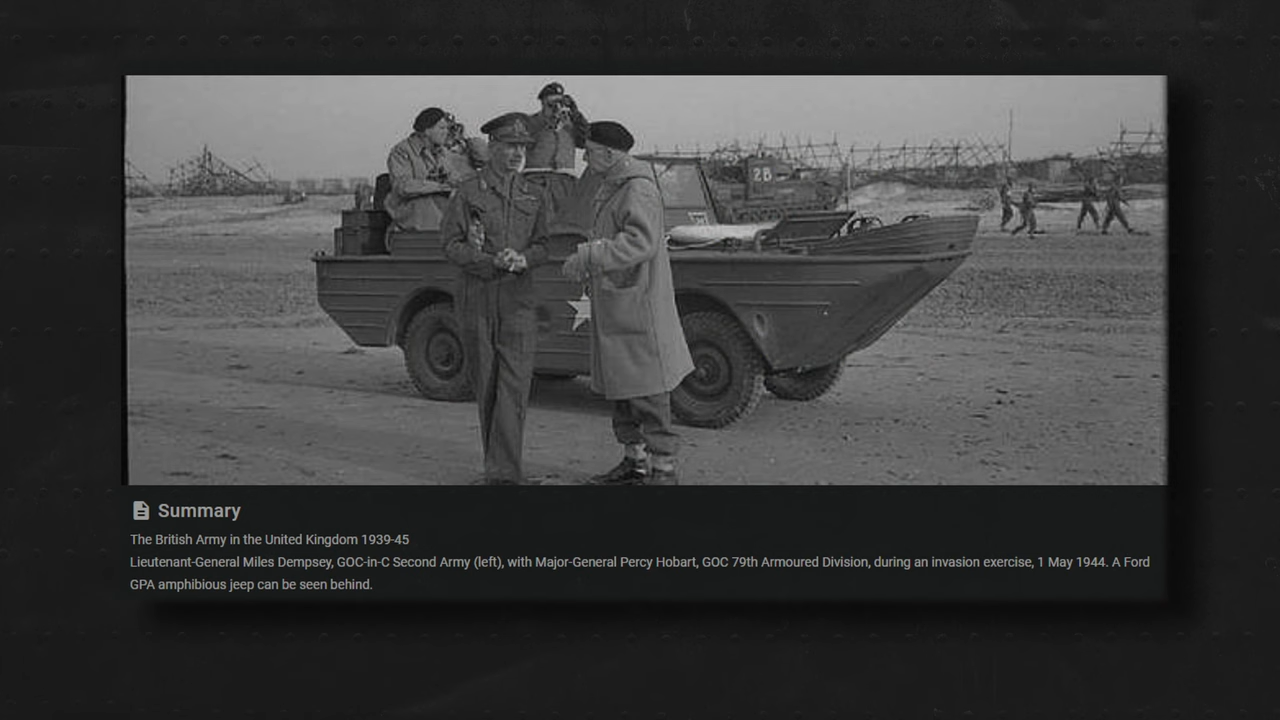 2B
Summary
The British Army in the United Kingdom 1939-45
Lieutenant-General Miles Dempsey, GOC-in-C Second Army (left), with Major-General Percy Hobart, GOC 79th Armoured Division, during an invasion exercise, 1 May 1944. A Ford
GPA amphibious jeep can be seen behind.